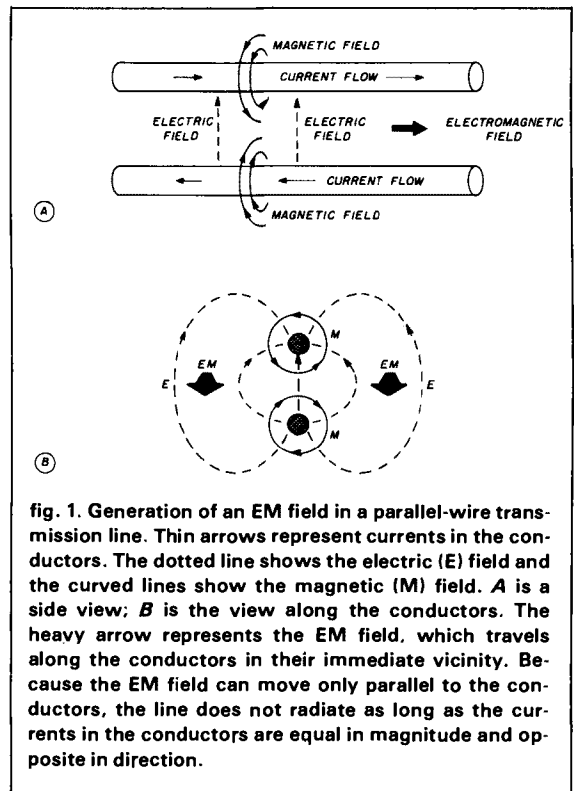 MAGNETIC FIELD
CURRENT FLOW
ELECTRIC FIELD
ELECTRIC FIELD
ELECTROMAGNETIC FIELD
CURRENT FLOW
MAGNETIC FIELD
A
M
EM
EM
E
E
M
B
fig. 1. Generation of an EM field in a parallel-wire trans-
mission line. Thin arrows represent currents in the con-
ductors. The dotted line shows the electric (E) field and
the curved lines show the magnetic (M) field. A is a
side view; B is the view along the conductors. The
heavy arrow represents the EM field, which travels
along the conductors in their immediate vicinity. Be-
cause the EM field can move only parallel to the con-
ductors, the line does not radiate as long as the cur-
rents in the conductors are equal in magnitude and op-
posite in direction.